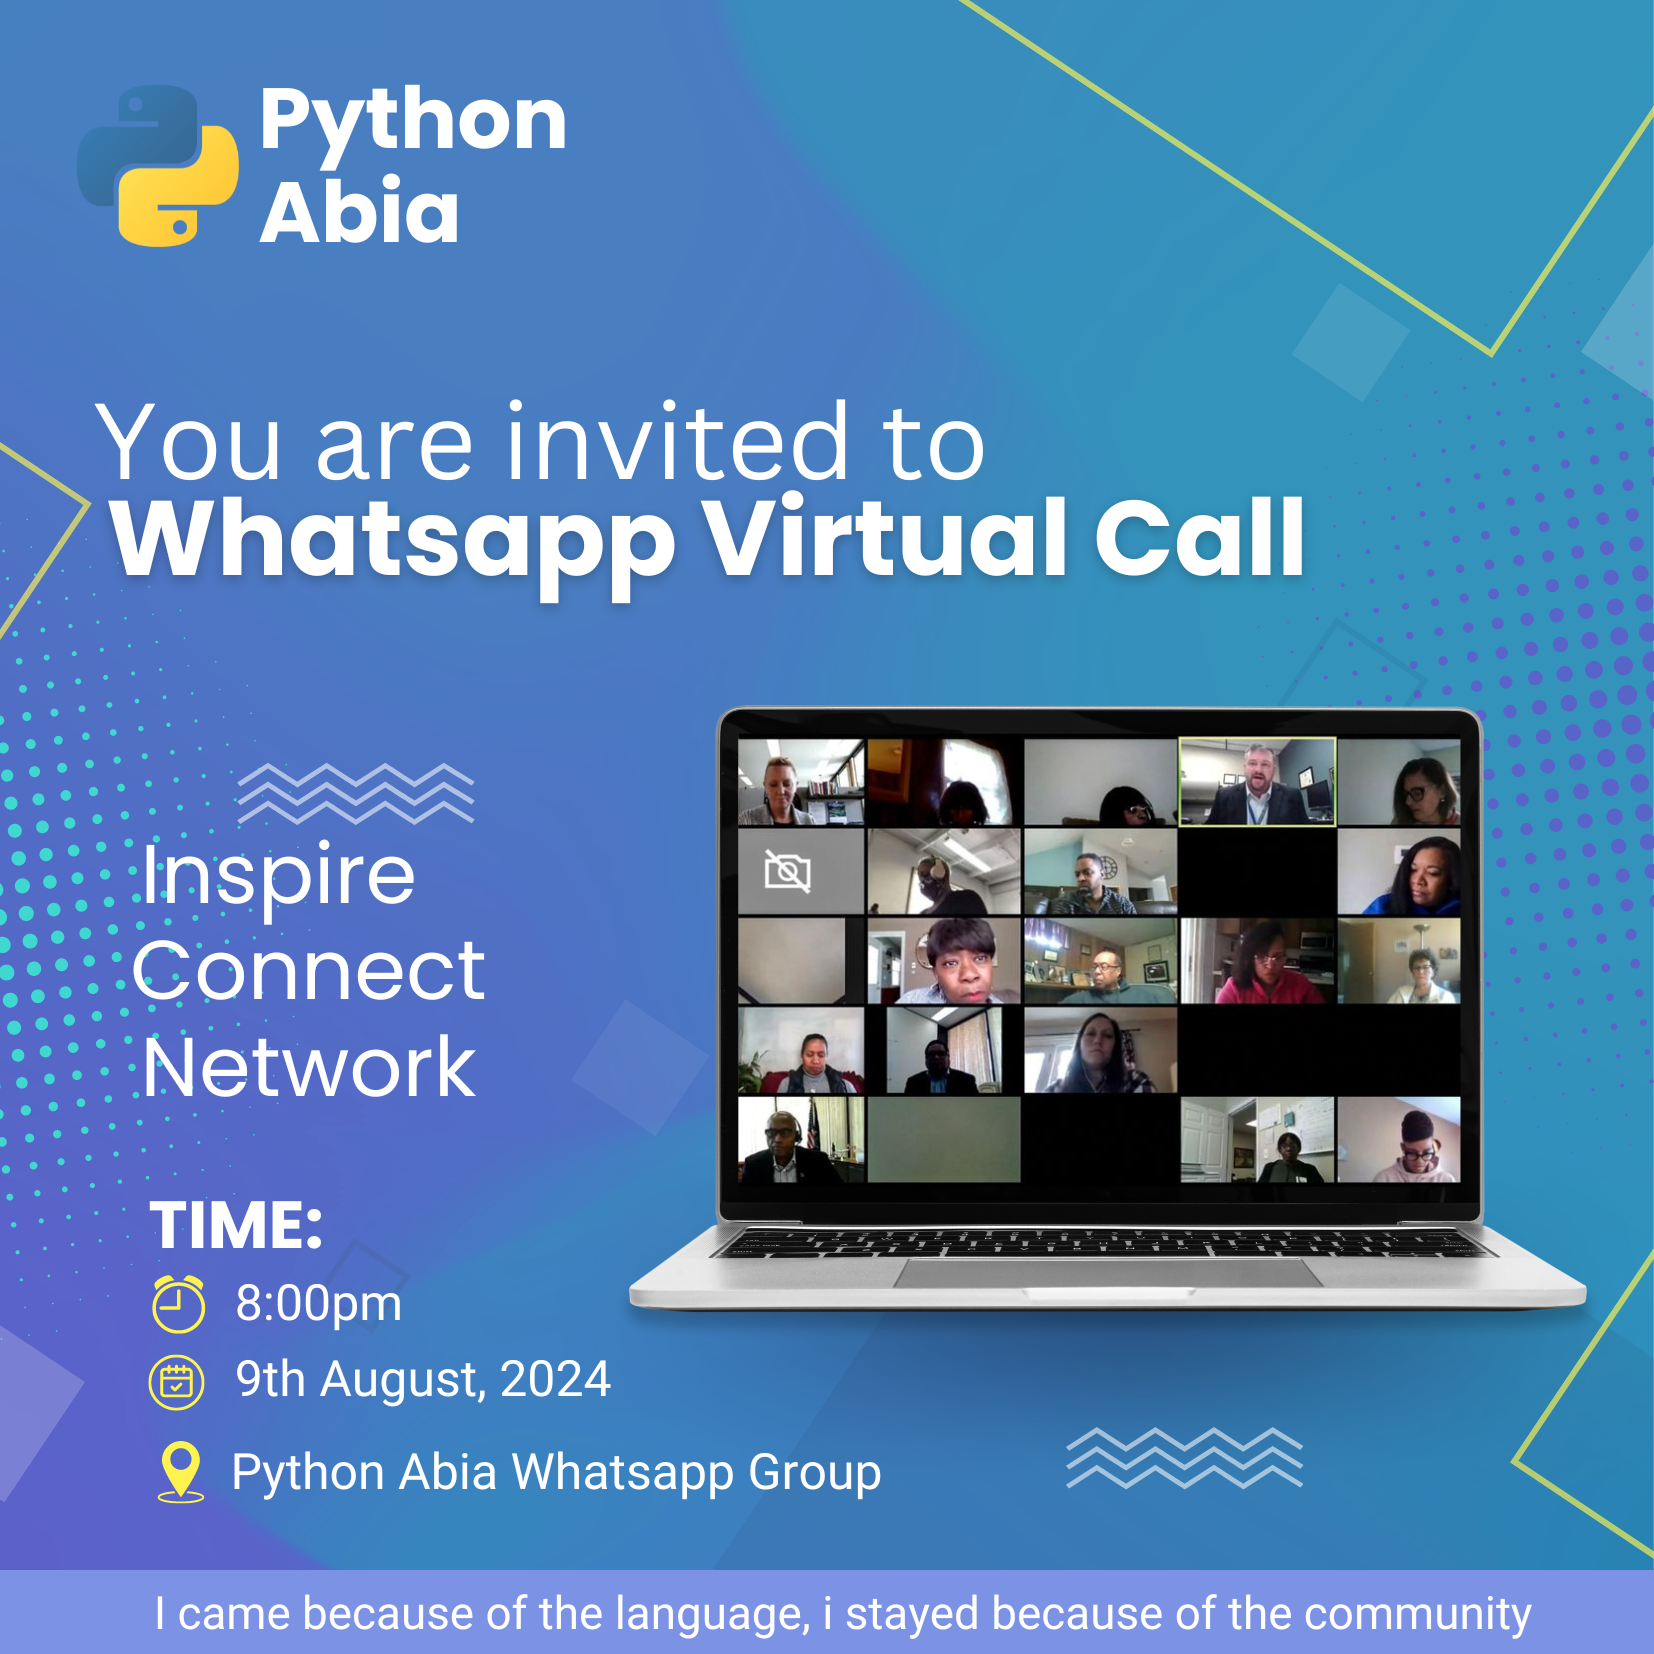 Python
Abia
You are invited to
Whatsapp Virtual Call
Inspire
Connect
Network
TIME:
8:00pm
9th August, 2024
Python Abia Whatsapp Group
I came because of the language, i stayed because of the community